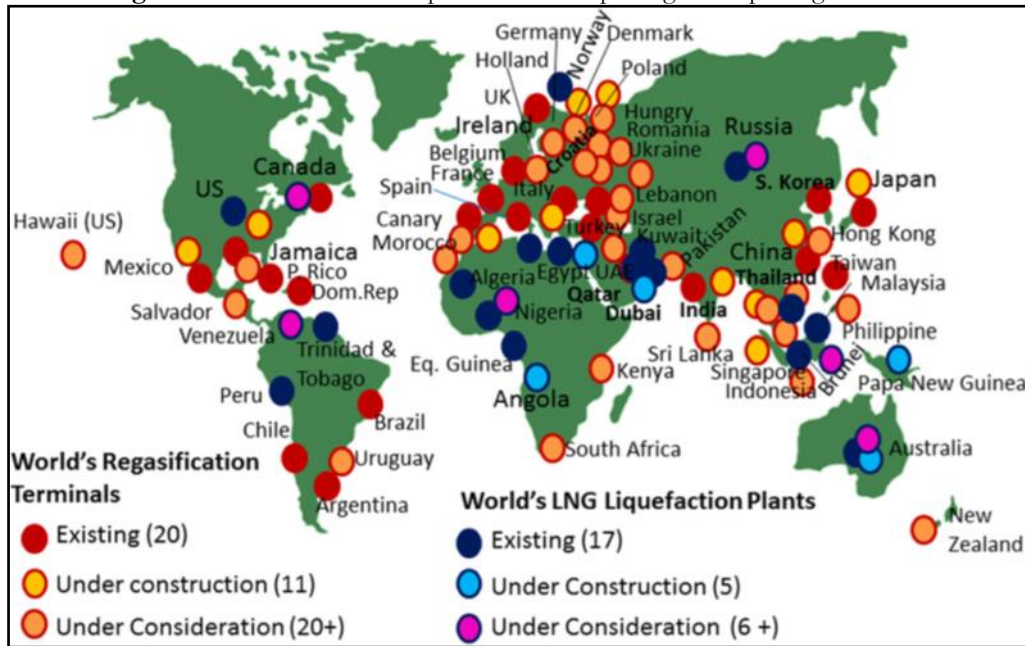 Germany
Norway
Denmark
Holland
Poland
UK
Hungry
Ireland
Croatia
Romania
Russia
Belgium
Ukraine
Canada
France
S. Korea
Japan
US
Spain
Italy
Lebanon
Hawaii (US)
Canary
Turkey
Israel
Morocco
Kuwait
Pakistan
China
Hong Kong
Jamaica
Mexico
P. Rico
Algeria
Egypt
UAE
Thailand
Taiwan
Dom.Rep
Qatar
Malaysia
Salvador
Nigeria
Dubai
India
Venezuela
Philippine
Trinidad &
Tobago
Eq. Guinea
Sri Lanka
Singapore
Brunei
Kenya
Indonesia
Papa New Guinea
Peru
Angola
Chile
Brazil
South Africa
Australia
Uruguay
Argentina
New
Zealand
World's Regasification
Terminals
Existing (20)
Under construction (11)
Under Consideration (20+)
World's LNG Liquefaction Plants
Existing (17)
Under Construction (5)
Under Consideration (6 +)